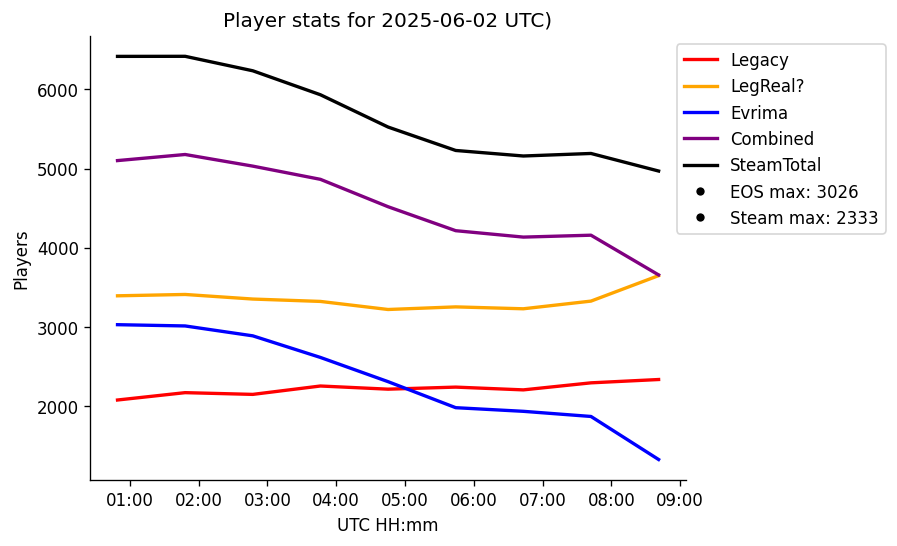 Player stats for 2025-06-02 UTC)
Players
6000
5000
4000
3000
2000
01:00 02:00 03:00 04:00 05:00 06:00 07:00 08:00 09:00
UTC HH:mm
Legacy
LegReal?
Evrima
Combined
SteamTotal
EOS max: 3026
Steam max: 2333